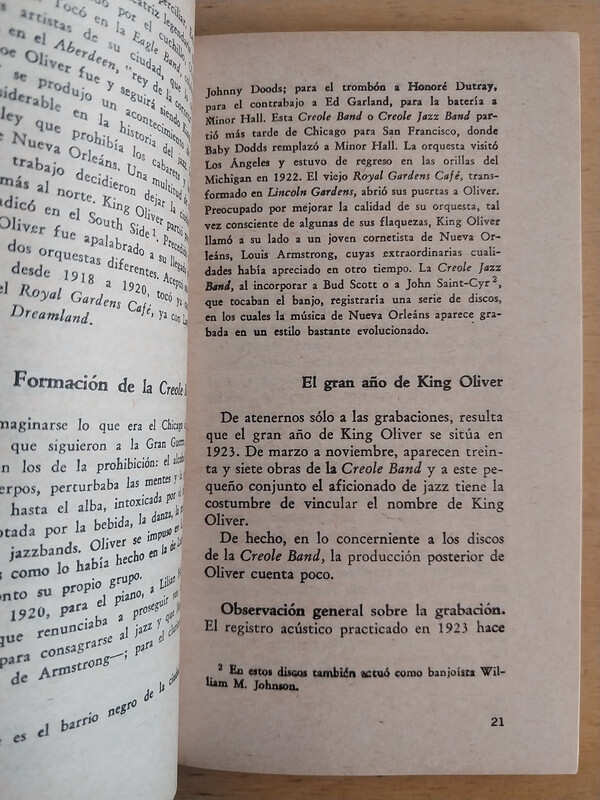 Tocó en la Eagle Band
artistas de su ciudad, que
en el Aberdeen, "rey de la
Oliver fue y seguirá siendo
se produjo un acontecimiento
en la historia del jazz
que prohibía los cabarets y
Nueva Orleáns. Una multitud de
trabajo decidieron dejar la
más al norte. King Oliver partió
en el South Side¹.
Oliver fue apalabrado a su llegada
dos orquestas diferentes. Aceptó
desde 1918 a 1920, tocó ya
el Royal Gardens Café, ya con
Dreamland.
Formación de la Creole
imaginarse lo que era el Chicago
que siguieron a la Gran Guerra
en los de la prohibición: el
perturbaba las mentes y
hasta el alba, intoxicada por
por la bebida, la danza, la
jazzbands. Oliver se impuso
como lo había hecho en la de
su propio grupo.
1920, para el piano, a Lilian
que renunciaba a proseguir
para consagrarse al jazz y que
de Armstrong—; para el
es el barrio negro de la
Johnny Doods; para el trombón a Honoré Dutray,
para el contrabajo a Ed Garland, para la batería a
Minor Hall. Esta Creole Band o Creole Jazz Band par-
tió más tarde de Chicago para San Francisco, donde
Baby Dodds remplazó a Minor Hall. La orquesta visitó
Los Ángeles y estuvo de regreso en las orillas del
Michigan en 1922. El viejo Royal Gardens Café, trans-
formado en Lincoln Gardens, abrió sus puertas a Oliver.
Preocupado por mejorar la calidad de su orquesta, tal
vez consciente de algunas de sus flaquezas, King Oliver
llamó a su lado a un joven cornetista de Nueva Or-
leáns, Louis Armstrong, cuyas extraordinarias cuali-
dades había apreciado en otro tiempo. La Creole Jazz
Band, al incorporar a Bud Scott o a John Saint-Cyr²,
que tocaban el banjo, registraría una serie de discos,
en los cuales la música de Nueva Orleáns aparece gra-
bada en un estilo bastante evolucionado.
El gran año de King Oliver
De atenernos sólo a las grabaciones, resulta
que el gran año de King Oliver se sitúa en
1923. De marzo a noviembre, aparecen trein-
ta y siete obras de la Creole Band y a este pe-
queño conjunto el aficionado de jazz tiene la
costumbre de vincular el nombre de King
Oliver.
De hecho, en lo concerniente a los discos
de la Creole Band, la producción posterior de
Oliver cuenta poco.
Observación general sobre la grabación.
El registro acústico practicado en 1923 hace
² En estos discos también actuó como banjoísta Wil-
liam M. Johnson.
21